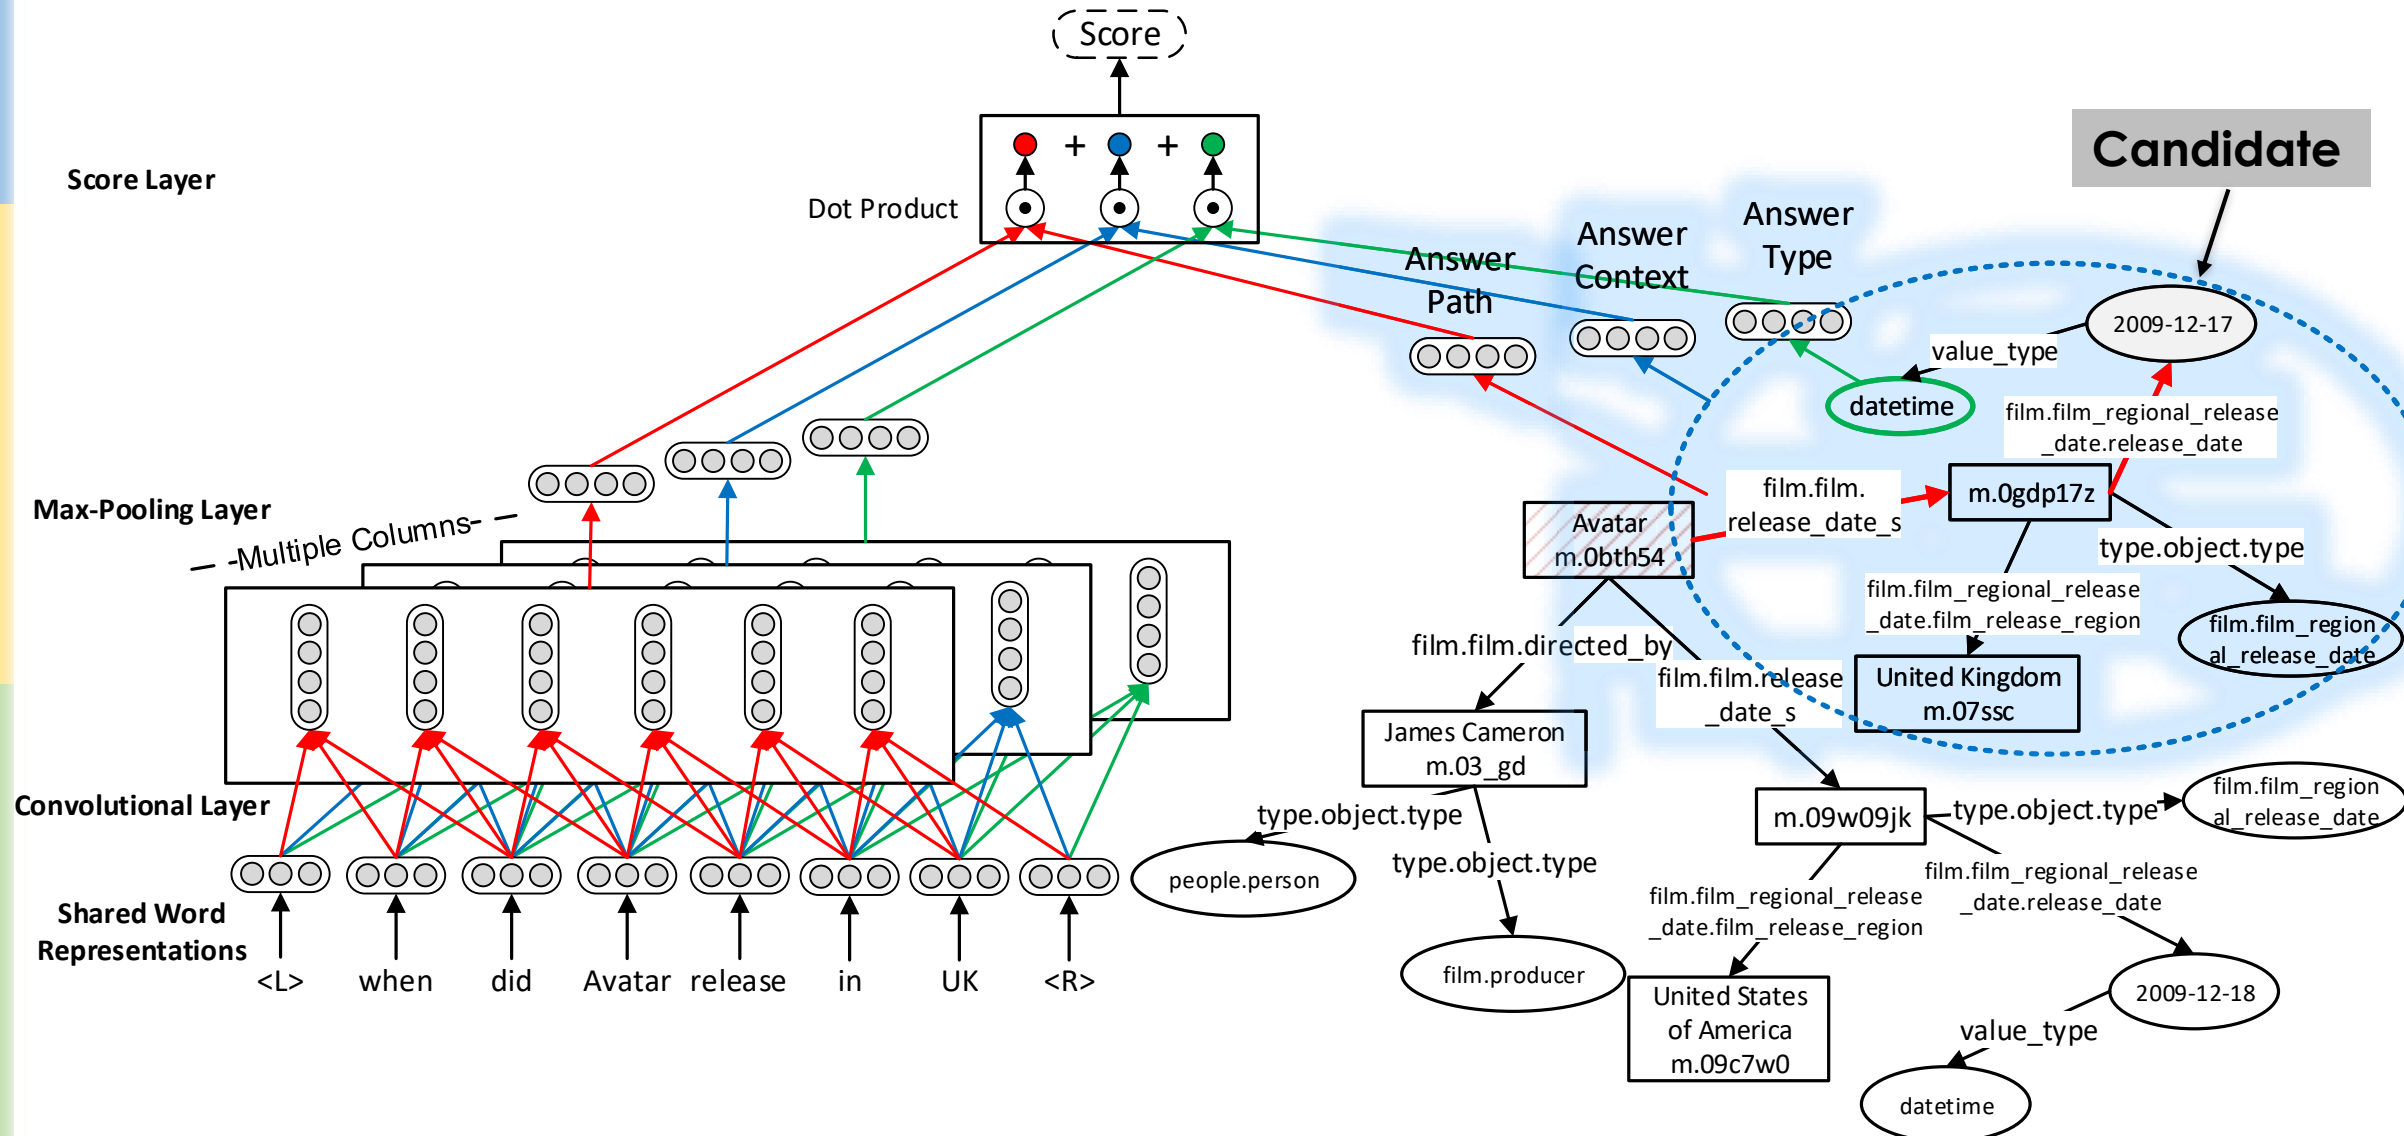 Score
+ +
Score Layer
Dot Product
Candidate
Answer
Path
Answer
Context
Answer
Type
2009-12-17
value_type
datetime
film.film_regional_release
_date.release_date
film.film.
release_date_s
m.0gdp17z
Avatar
m.0bth54
type.object.type
film.film_regional_release
_date.film_release_region
film.film_region
al_release_date
United Kingdom
m.07ssc
film.film.directed_by
film.film.release
_date_s
James Cameron
m.03_gd
type.object.type
people.person
type.object.type
film.producer
m.09w09jk
type.object.type
film.film_region
al_release_date
film.film_regional_release
_date.film_release_region
film.film_regional_release
_date.release_date
United States
of America
m.09c7w0
2009-12-18
value_type
datetime
Max-Pooling Layer
Multiple Columns
Convolutional Layer
Shared Word
Representations
<L> when did Avatar release in UK <R>